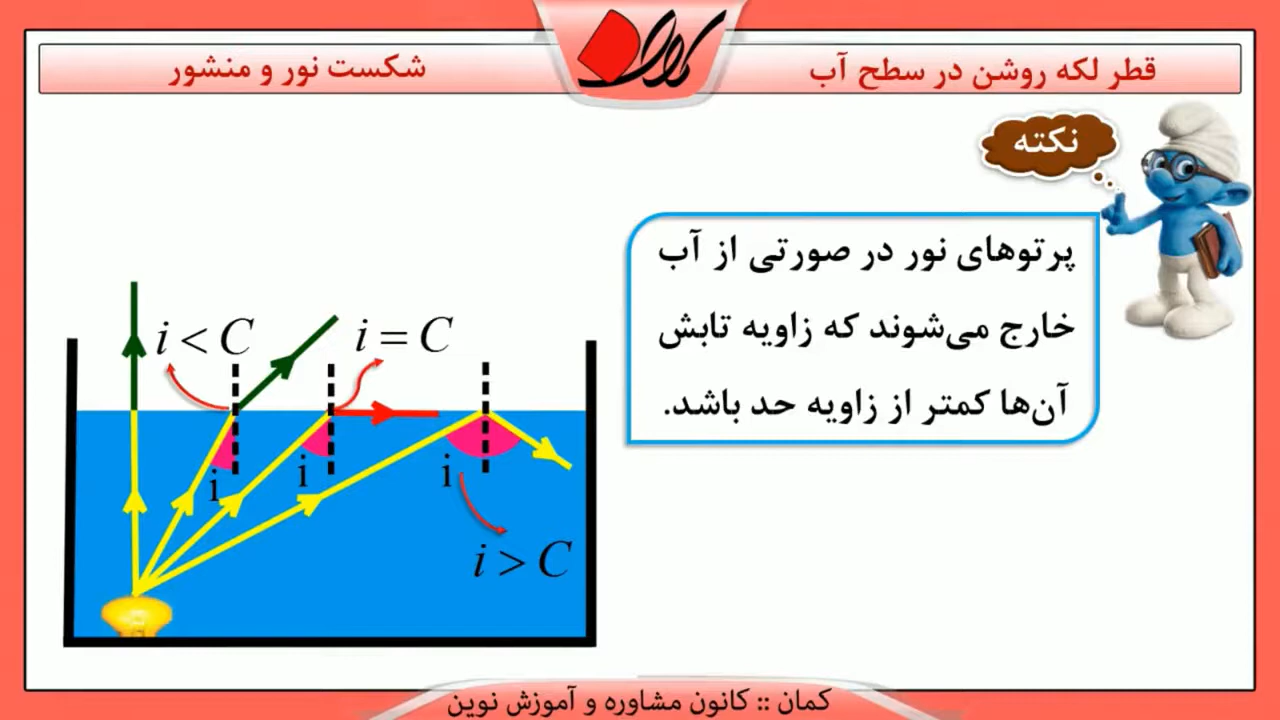 قطر لکه روشن در سطح آب
کمان
شکست نور و منشور
نکته
پرتوهای نور در صورتی از آب
خارج می‌شوند که زاویه تابش
آن‌ها کمتر از زاویه حد باشد.
i < C
i = C
i
i
i
i > C
کمان :: کانون مشاوره و آموزش نوین